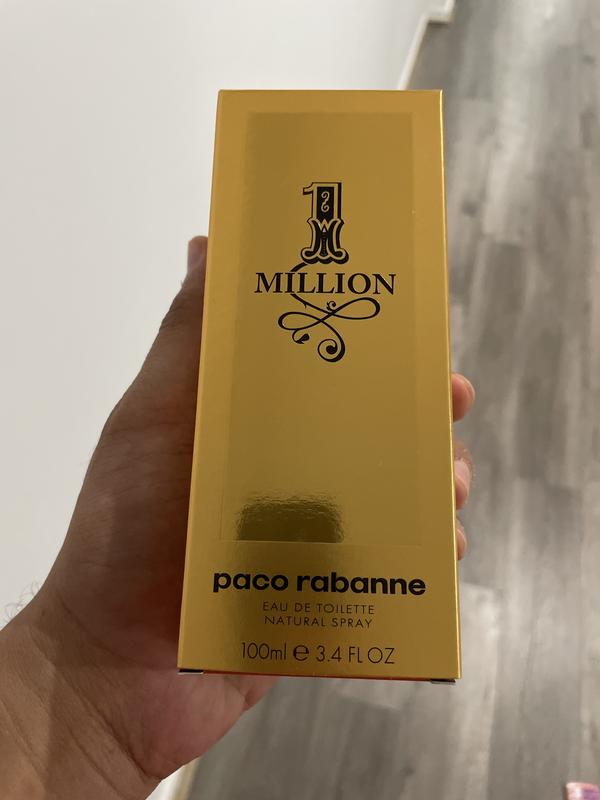 1
MILLION
paco rabanne
EAU DE TOILETTE
NATURAL SPRAY
100ml e 3.4 FL OZ